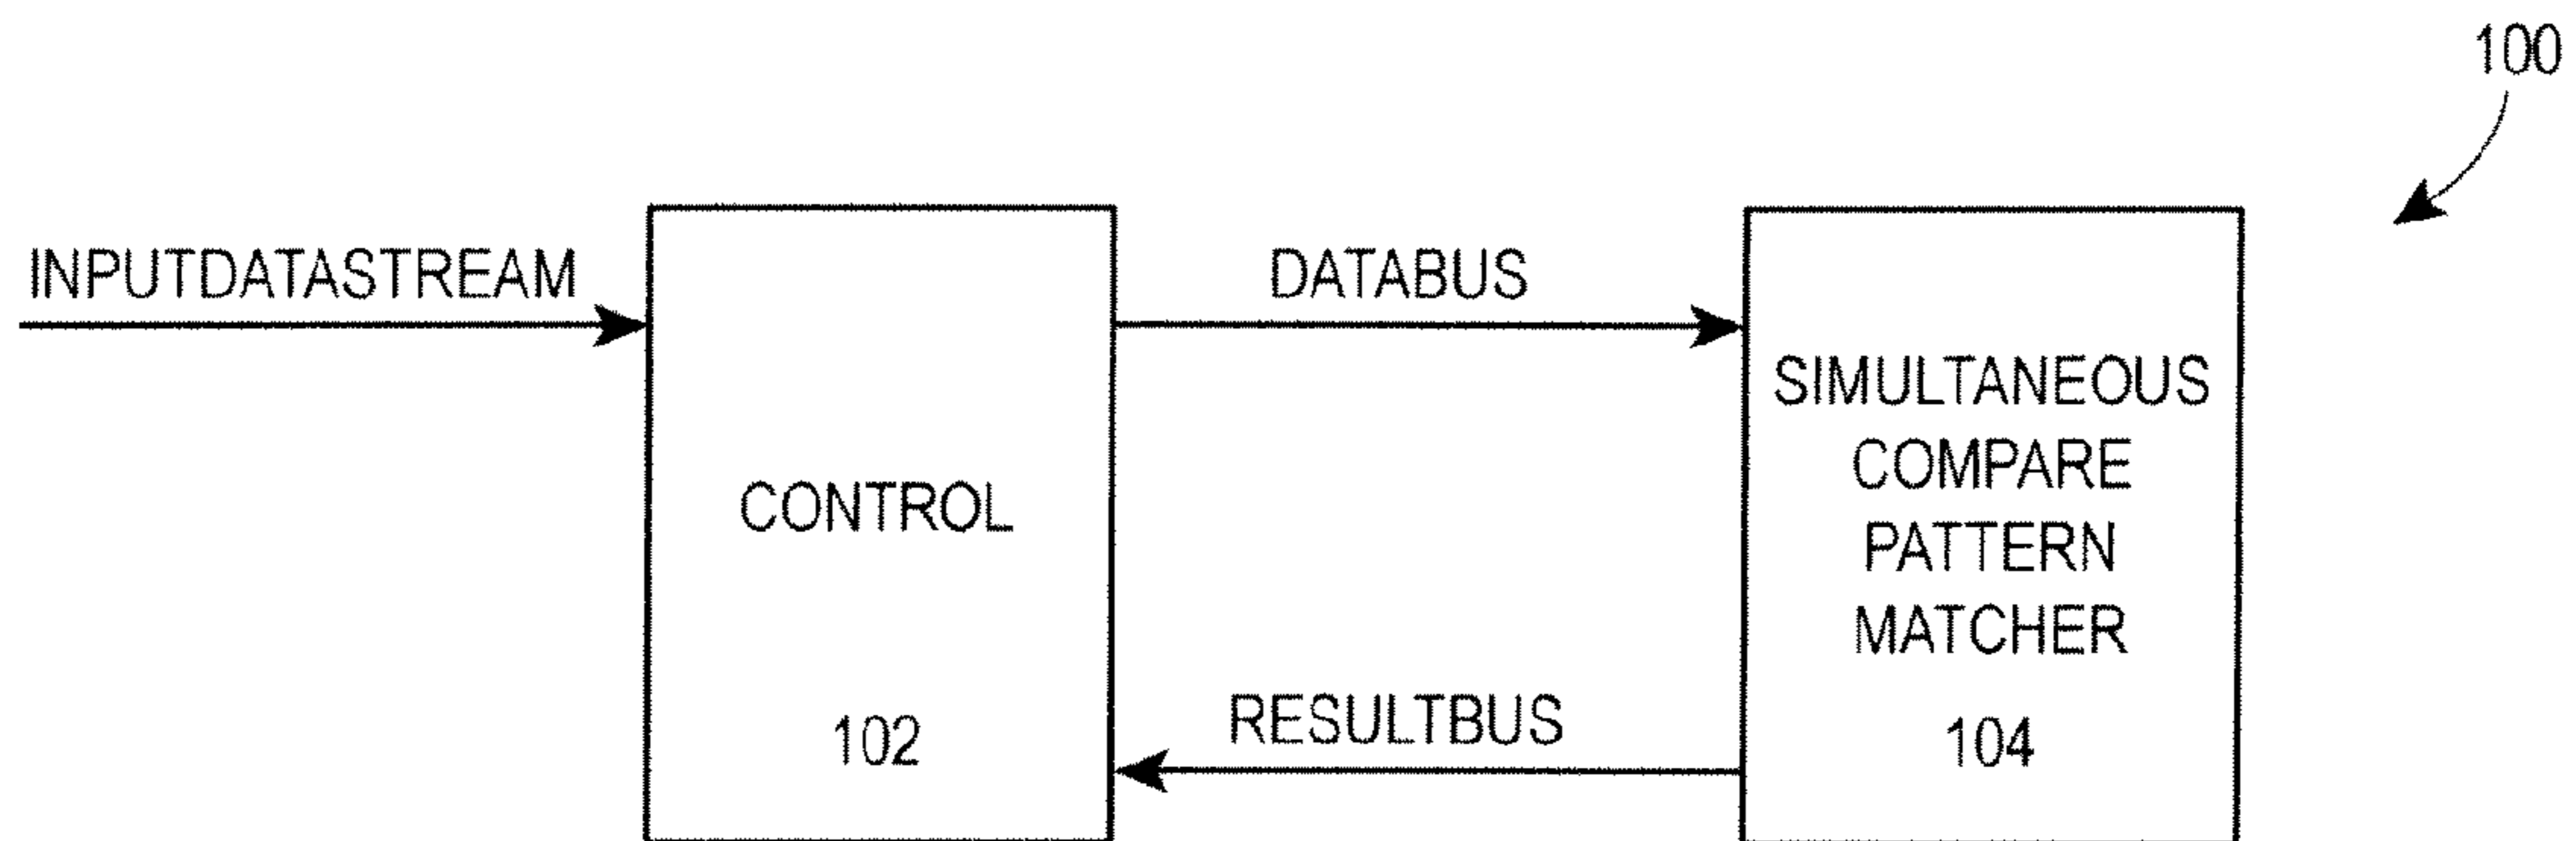 100
INPUTDATASTREAM
DATABUS
CONTROL
102
SIMULTANEOUS
COMPARE
PATTERN
MATCHER
104
RESULTBUS